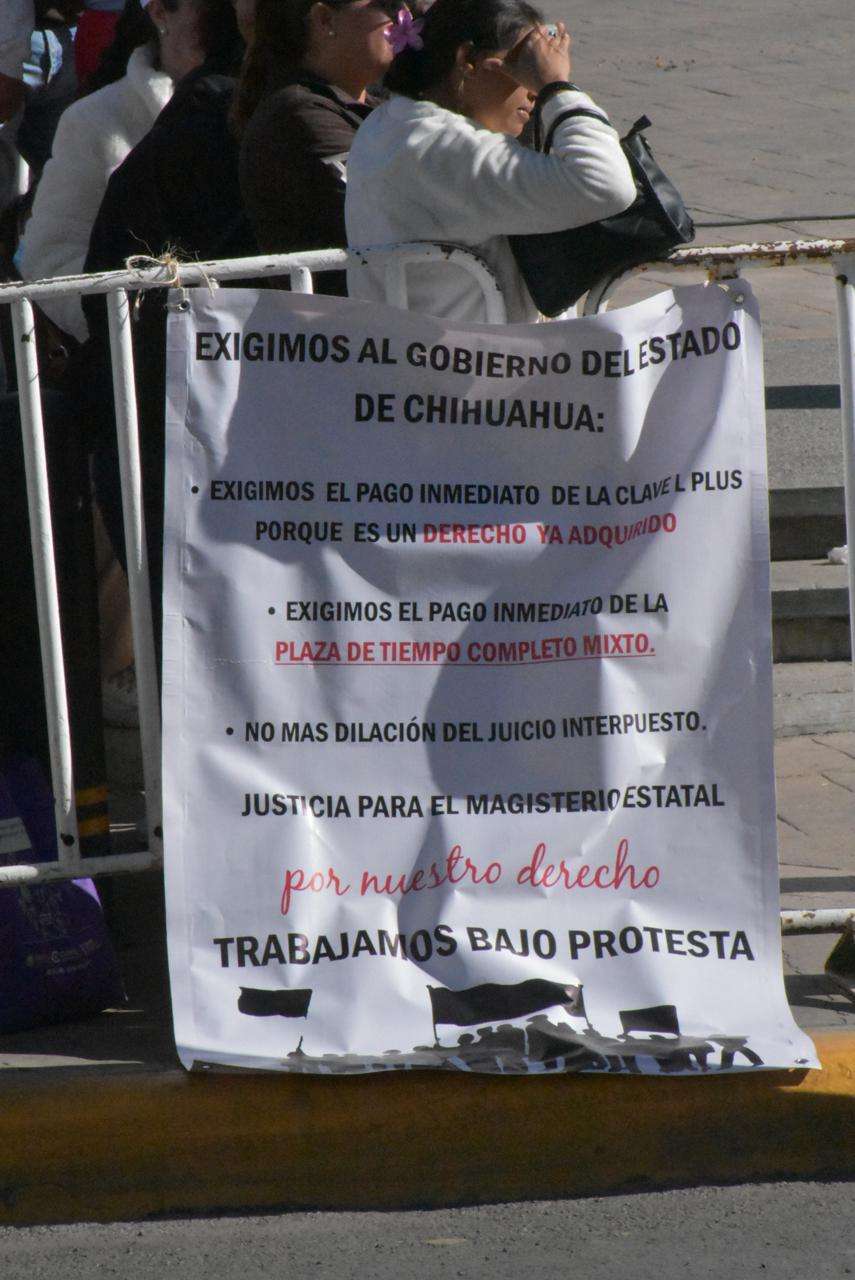 EXIGIMOS AL GOBIERNO DEL ESTADO
DE CHIHUAHUA:
• EXIGIMOS EL PAGO INMEDIATO DE LA CLAVE L PLUS
PORQUE ES UN DERECHO YA ADQUIRIDO
• EXIGIMOS EL PAGO INMEDIATO DE LA
PLAZA DE TIEMPO COMPLETO MIXTO.
• NO MAS DILACIÓN DEL JUICIO INTERPUESTO.
JUSTICIA PARA EL MAGISTERIO ESTATAL
por nuestro derecho
TRABAJAMOS BAJO PROTESTA